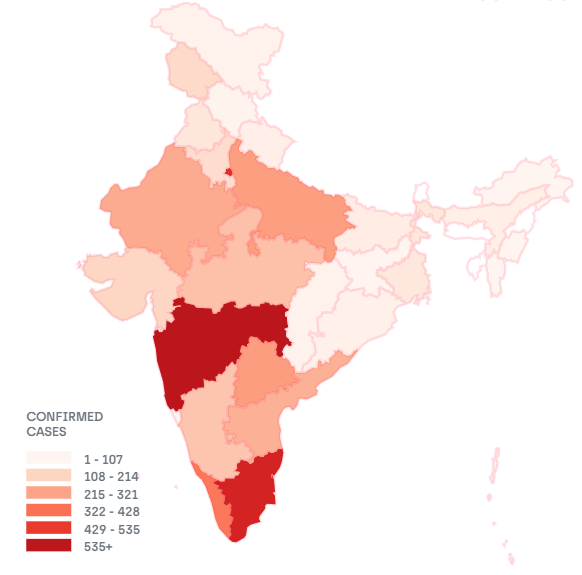 CONFIRMED
CASES
1 - 107
108 - 214
215 - 321
322 - 428
429 - 535
535+